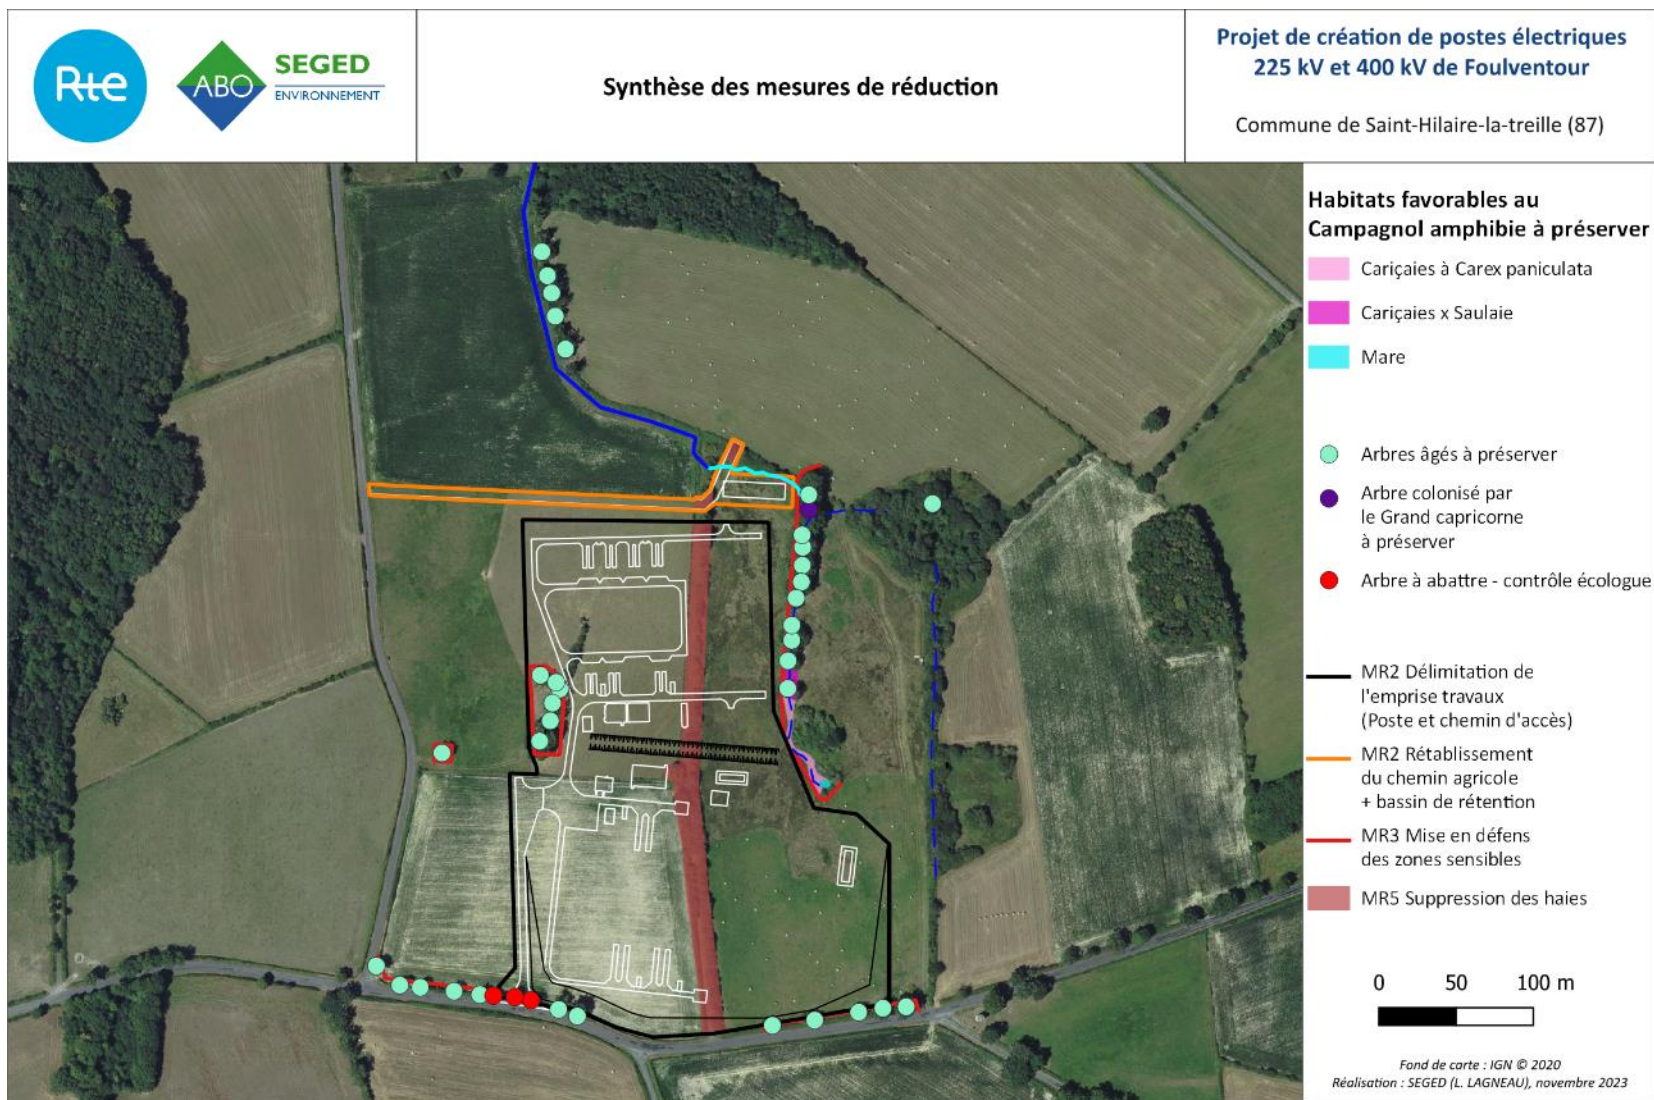 Rte
ABO
SEGED
ENVIRONNEMENT
Synthèse des mesures de réduction
Projet de création de postes électriques
225 kV et 400 kV de Foulventour
Commune de Saint-Hilaire-la-treille (87)
Habitats favorables au
Campagnol amphibie à préserver
Cariçaies à Carex paniculata
Cariçaies x Saulaie
Mare
Arbres âgés à préserver
Arbre colonisé par
le Grand capricorne
à préserver
Arbre à abattre - contrôle écologue
MR2 Délimitation de
l'emprise travaux
(Poste et chemin d'accès)
MR2 Rétablissement
du chemin agricole
+ bassin de rétention
MR3 Mise en défens
des zones sensibles
MR5 Suppression des haies
0 50 100 m
Fond de carte : IGN © 2020
Réalisation : SEGED (L. LAGNEAU), novembre 2023